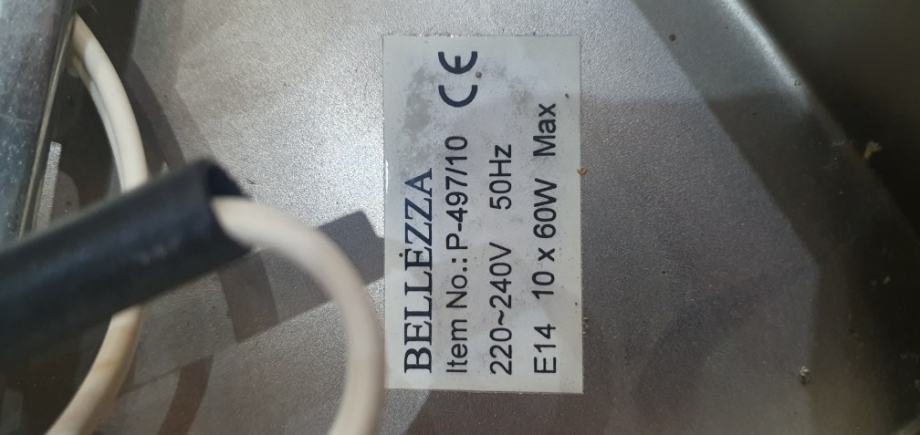 BELLEZZA
Item No.: P-497/10 CE
220~240V 50Hz
E14 10 x 60W Max